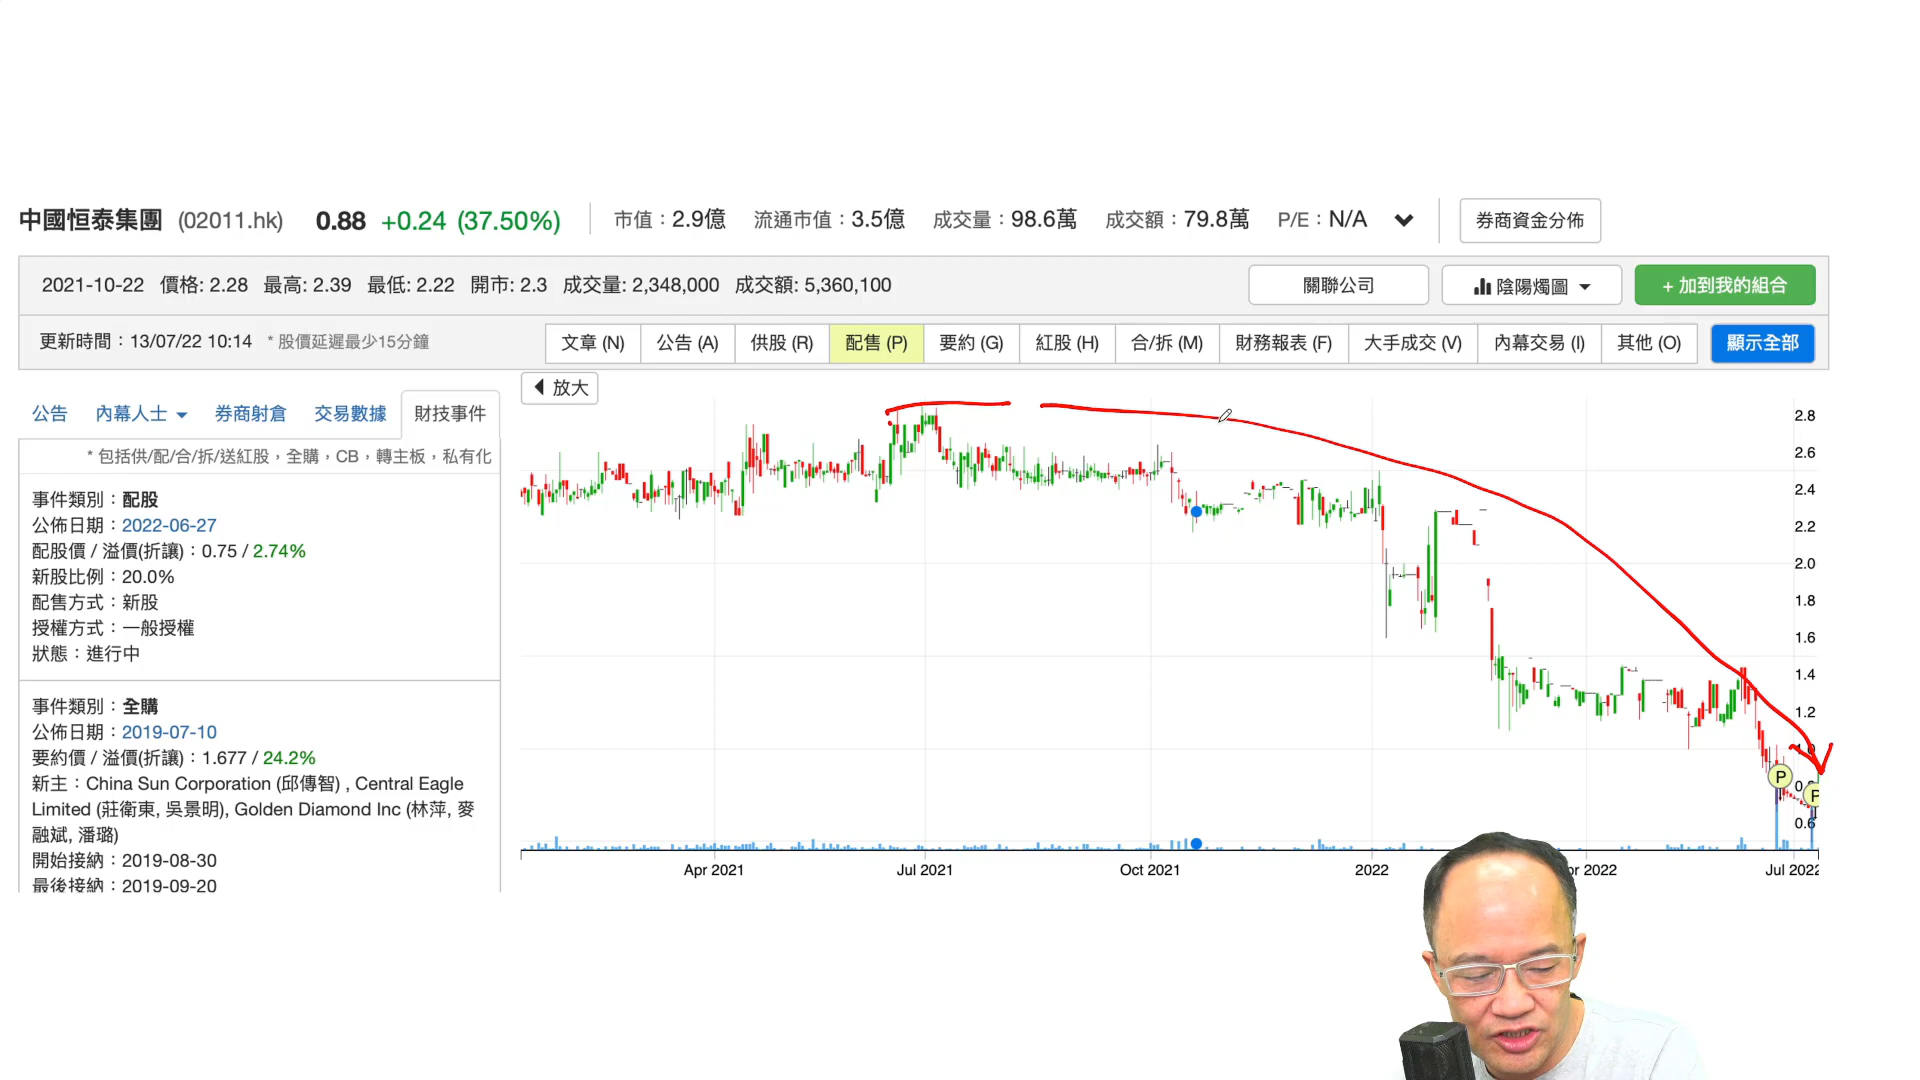 中國恒泰集團 (02011.hk) 0.88 +0.24 (37.50%) 市值：2.9億 流通市值：3.5億 成交量：98.6萬 成交額：79.8萬 P/E：N/A 券商資金分佈
2021-10-22 價格: 2.28 最高: 2.39 最低: 2.22 開市: 2.3 成交量: 2,348,000 成交額: 5,360,100 關聯公司 陰陽燭圖 + 加到我的組合
更新時間：13/07/22 10:14 * 股價延遲最少15分鐘 文章 (N) 公告 (A) 供股 (R) 配售 (P) 要約 (G) 紅股 (H) 合/拆 (M) 財務報表 (F) 大手成交 (V) 內幕交易 (I) 其他 (O) 顯示全部
放大
公告 內幕人士 券商射倉 交易數據 財技事件
* 包括供/配/合/拆/送紅股，全購，CB，轉主板，私有化
事件類別：配股
公佈日期：2022-06-27
配股價 / 溢價(折讓)：0.75 / 2.74%
新股比例：20.0%
配售方式：新股
授權方式：一般授權
狀態：進行中
事件類別：全購
公佈日期：2019-07-10
要約價 / 溢價(折讓)：1.677 / 24.2%
新主：China Sun Corporation (邱傳智) , Central Eagle
Limited (莊衛東, 吳景明), Golden Diamond Inc (林萍, 麥
融斌, 潘璐)
開始接納：2019-08-30
最後接納：2019-09-20
2.8
2.6
2.4
2.2
2.0
1.8
1.6
1.4
1.2
1.0
P
P
0.6
Apr 2021 Jul 2021 Oct 2021 2022 pr 2022 Jul 2022